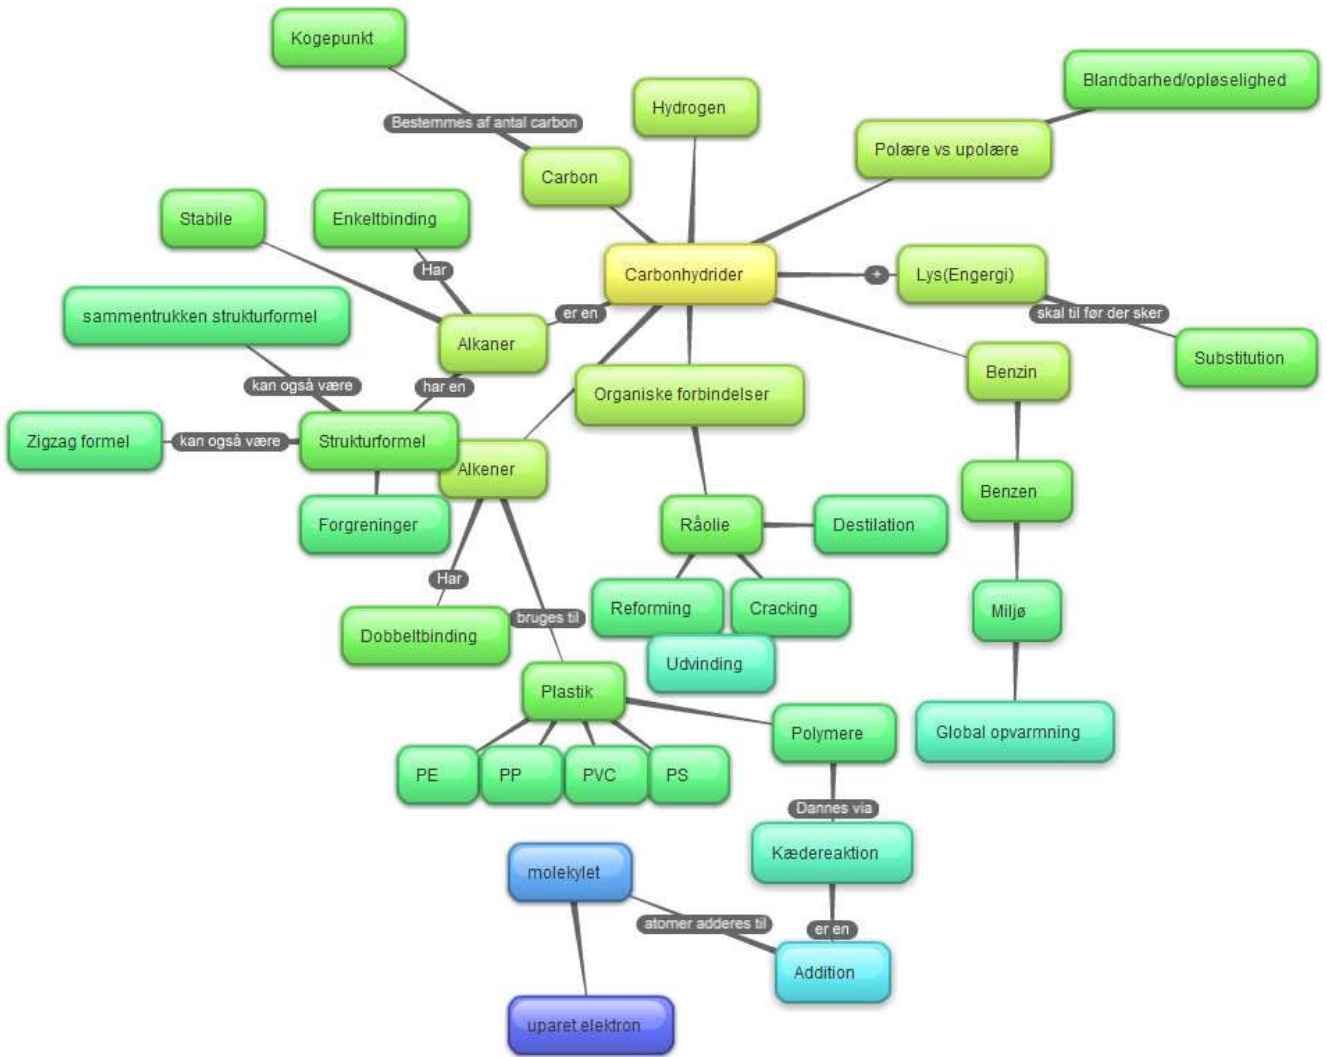 Kogepunkt
Blandbarhed/opløselighed
Hydrogen
Bestemmes af antal carbon
Polære vs upolære
Carbon
Stabile
Enkeltbinding
Har
Carbonhydrider
+
Lys(Engergi)
skal til før der sker
sammentrukken strukturformel
er en
Alkaner
Substitution
Benzin
kan også være
har en
Organiske forbindelser
Zigzag formel
kan også være
Strukturformel
Alkener
Benzen
Forgreninger
Råolie
Destilation
Har
Reforming
Cracking
Miljø
bruges til
Dobbeltbinding
Udvinding
Plastik
Polymere
Global opvarmning
PE
PP
PVC
PS
Dannes via
Kædereaktion
molekylet
atomer adderes til
er en
Addition
uparet elektron